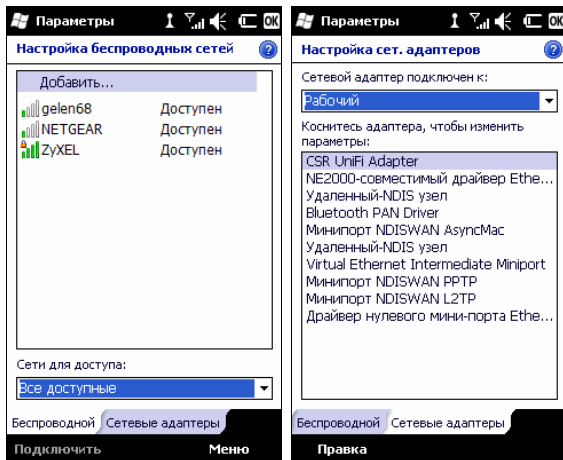 Параметры
OK
Настройка беспроводных сетей
?
Добавить...
gelen68 Доступен
NETGEAR Доступен
ZyXEL Доступен
Сети для доступа:
Все доступные
Беспроводной Сетевые адаптеры
Подключить Меню
Параметры
OK
Настройка сет. адаптеров
?
Сетевой адаптер подключен к:
Рабочий
Коснитесь адаптера, чтобы изменить
параметры:
CSR UniFi Adapter
NE2000-совместимый драйвер Ethe...
Удаленный-NDIS узел
Bluetooth PAN Driver
Минипорт NDISWAN AsyncMac
Удаленный-NDIS узел
Virtual Ethernet Intermediate Miniport
Минипорт NDISWAN PPTP
Минипорт NDISWAN L2TP
Драйвер нулевого мини-порта Ethe...
Беспроводной Сетевые адаптеры
Правка